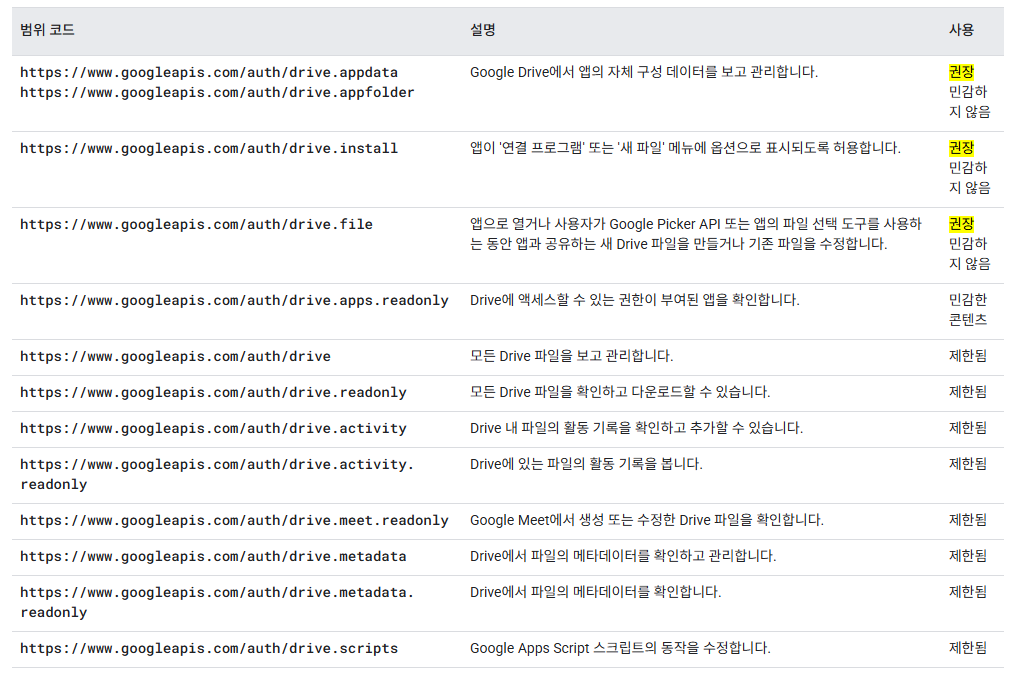 범위 코드 설명 사용
https://www.googleapis.com/auth/drive.appdata Google Drive에서 앱의 자체 구성 데이터를 보고 관리합니다. 권장
https://www.googleapis.com/auth/drive.appfolder 민감하
지 않음
https://www.googleapis.com/auth/drive.install 앱이 '연결 프로그램' 또는 '새 파일' 메뉴에 옵션으로 표시되도록 허용합니다. 권장
민감하
지 않음
https://www.googleapis.com/auth/drive.file 앱으로 열거나 사용자가 Google Picker API 또는 앱의 파일 선택 도구를 사용하 권장
는 동안 앱과 공유하는 새 Drive 파일을 만들거나 기존 파일을 수정합니다. 민감하
지 않음
https://www.googleapis.com/auth/drive.apps.readonly Drive에 액세스할 수 있는 권한이 부여된 앱을 확인합니다. 민감한
콘텐츠
https://www.googleapis.com/auth/drive 모든 Drive 파일을 보고 관리합니다. 제한됨
https://www.googleapis.com/auth/drive.readonly 모든 Drive 파일을 확인하고 다운로드할 수 있습니다. 제한됨
https://www.googleapis.com/auth/drive.activity Drive 내 파일의 활동 기록을 확인하고 추가할 수 있습니다. 제한됨
https://www.googleapis.com/auth/drive.activity. Drive에 있는 파일의 활동 기록을 봅니다. 제한됨
readonly
https://www.googleapis.com/auth/drive.meet.readonly Google Meet에서 생성 또는 수정한 Drive 파일을 확인합니다. 제한됨
https://www.googleapis.com/auth/drive.metadata Drive에서 파일의 메타데이터를 확인하고 관리합니다. 제한됨
https://www.googleapis.com/auth/drive.metadata. Drive에서 파일의 메타데이터를 확인합니다. 제한됨
readonly
https://www.googleapis.com/auth/drive.scripts Google Apps Script 스크립트의 동작을 수정합니다. 제한됨